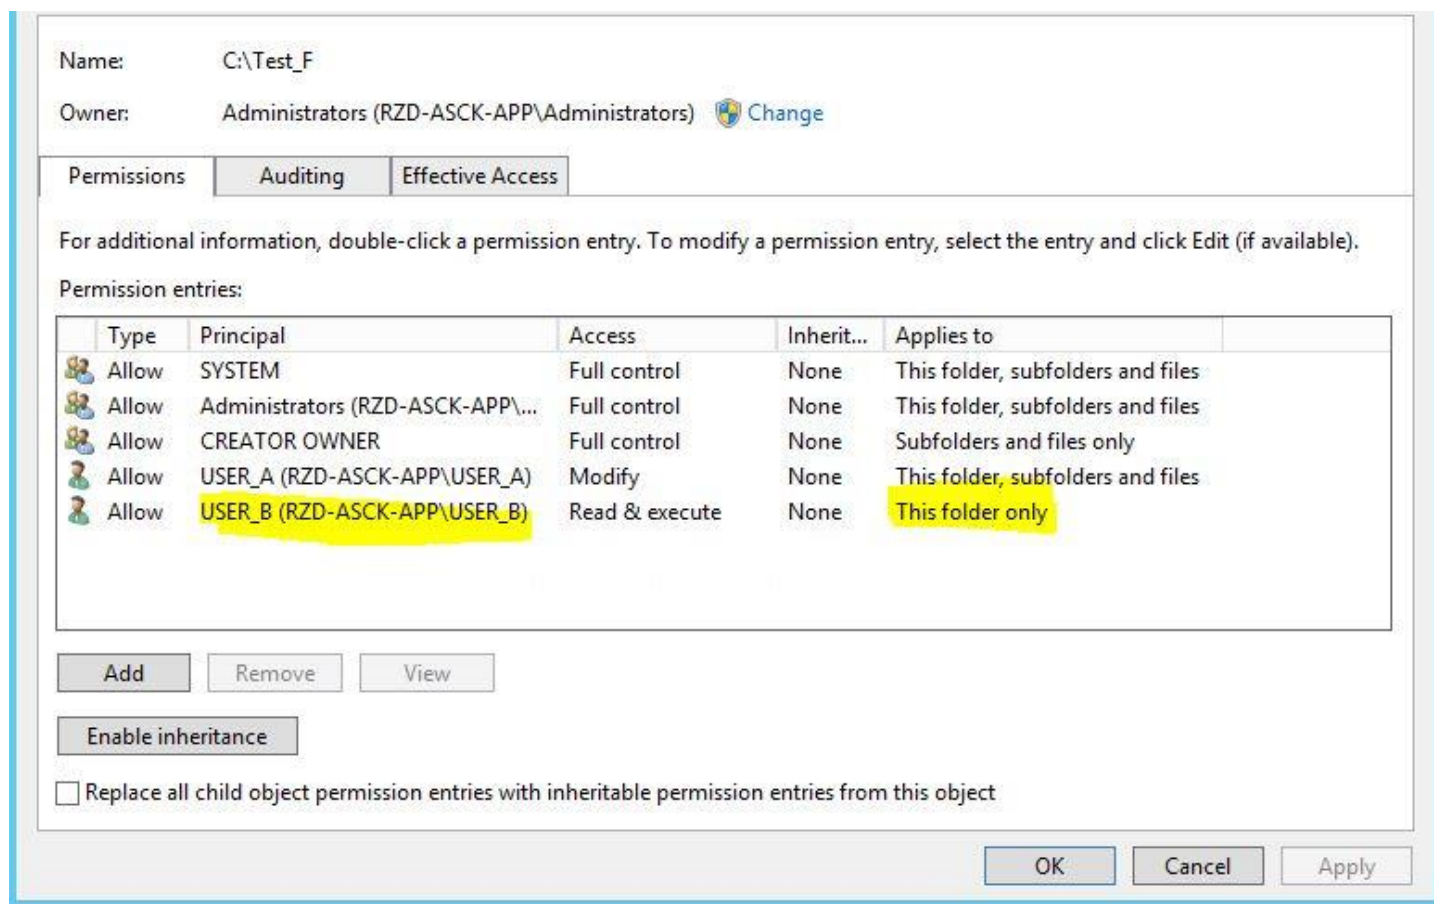 Name: C:\Test_F
Owner: Administrators (RZD-ASCK-APP\Administrators) Change
Permissions Auditing Effective Access
For additional information, double-click a permission entry. To modify a permission entry, select the entry and click Edit (if available).
Permission entries:
Type Principal Access Inherit... Applies to
Allow SYSTEM Full control None This folder, subfolders and files
Allow Administrators (RZD-ASCK-APP\... Full control None This folder, subfolders and files
Allow CREATOR OWNER Full control None Subfolders and files only
Allow USER_A (RZD-ASCK-APP\USER_A) Modify None This folder, subfolders and files
Allow USER_B (RZD-ASCK-APP\USER_B) Read & execute None This folder only
Add Remove View
Enable inheritance
Replace all child object permission entries with inheritable permission entries from this object
OK Cancel Apply